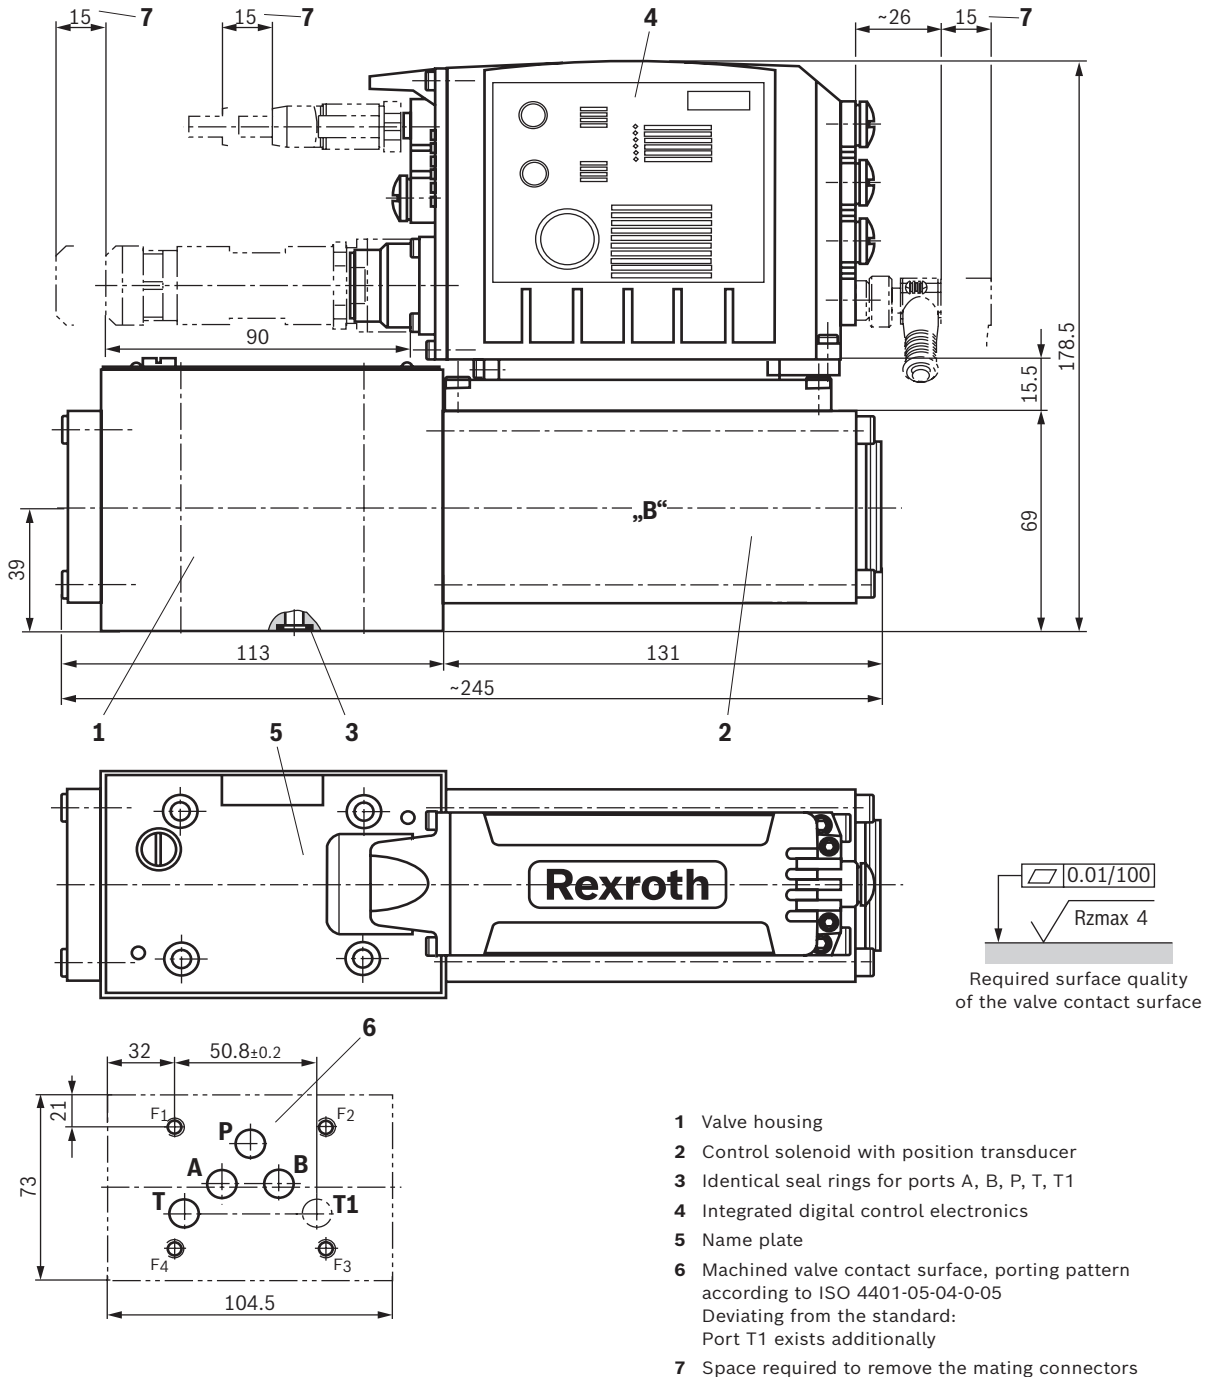 15 7 15 7 4 ~26 15 7
90
178.5
15.5
„B“
69
39
113 131
~245
1 5 3 2
Rexroth
0.01/100
Rzmax 4
Required surface quality
of the valve contact surface
6
32 50.8±0.2
21
F1 F2
P
A B
73
T T1
F4 F3
104.5
1 Valve housing
2 Control solenoid with position transducer
3 Identical seal rings for ports A, B, P, T, T1
4 Integrated digital control electronics
5 Name plate
6 Machined valve contact surface, porting pattern
according to ISO 4401-05-04-0-05
Deviating from the standard:
Port T1 exists additionally
7 Space required to remove the mating connectors